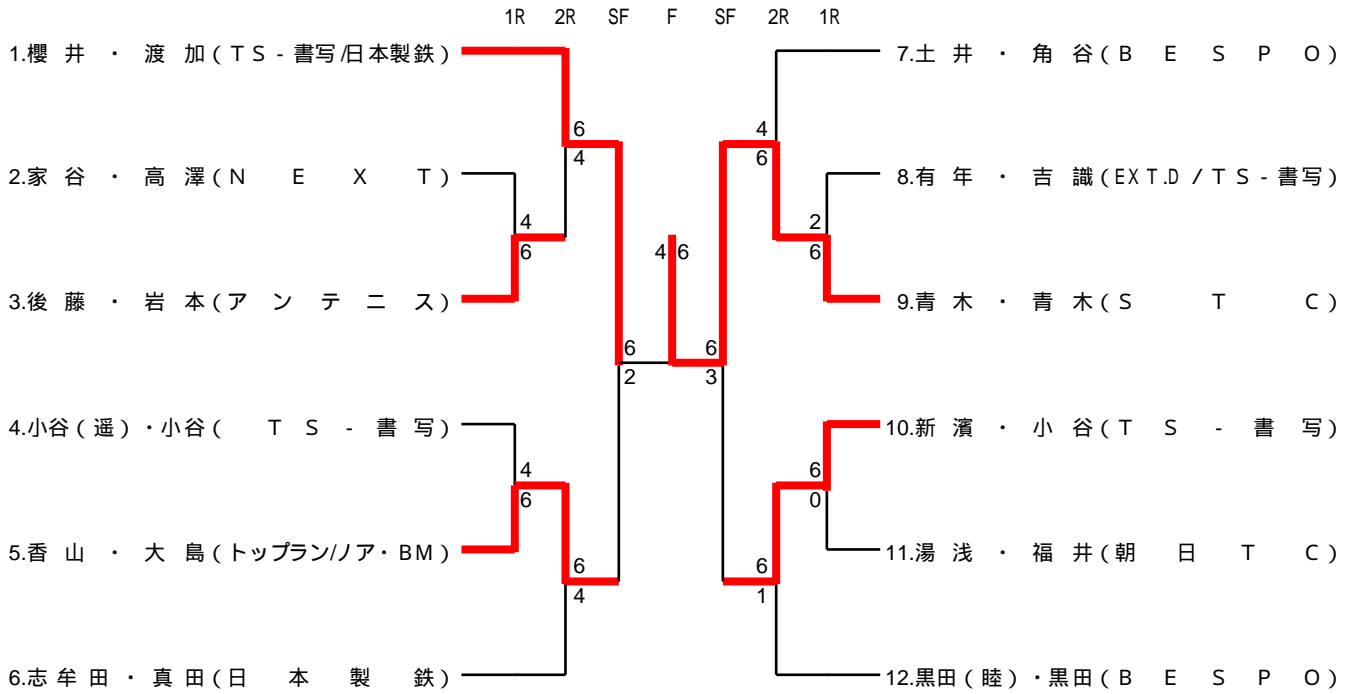 1R 2R SF F SF 2R 1R
1.櫻井・渡加(TS-書写/日本製鉄) 7.土井・角谷(BESPO)
6 4
4 6
2.家谷・高澤(NEXT) 8.有年・吉識(EXT.D/TS-書写)
4 2
6 4 6 6
3.後藤・岩本(アンテニス) 9.青木・青木(STC)
6 6
2 3
4.小谷(遥)・小谷(TS-書写) 10.新濱・小谷(TS-書写)
4 6
6 0
5.香山・大島(トップラン/ノア・BM) 11.湯浅・福井(朝日TC)
6 6
4 1
6.志牟田・真田(日本製鉄) 12.黒田(睦)・黒田(BESPO)